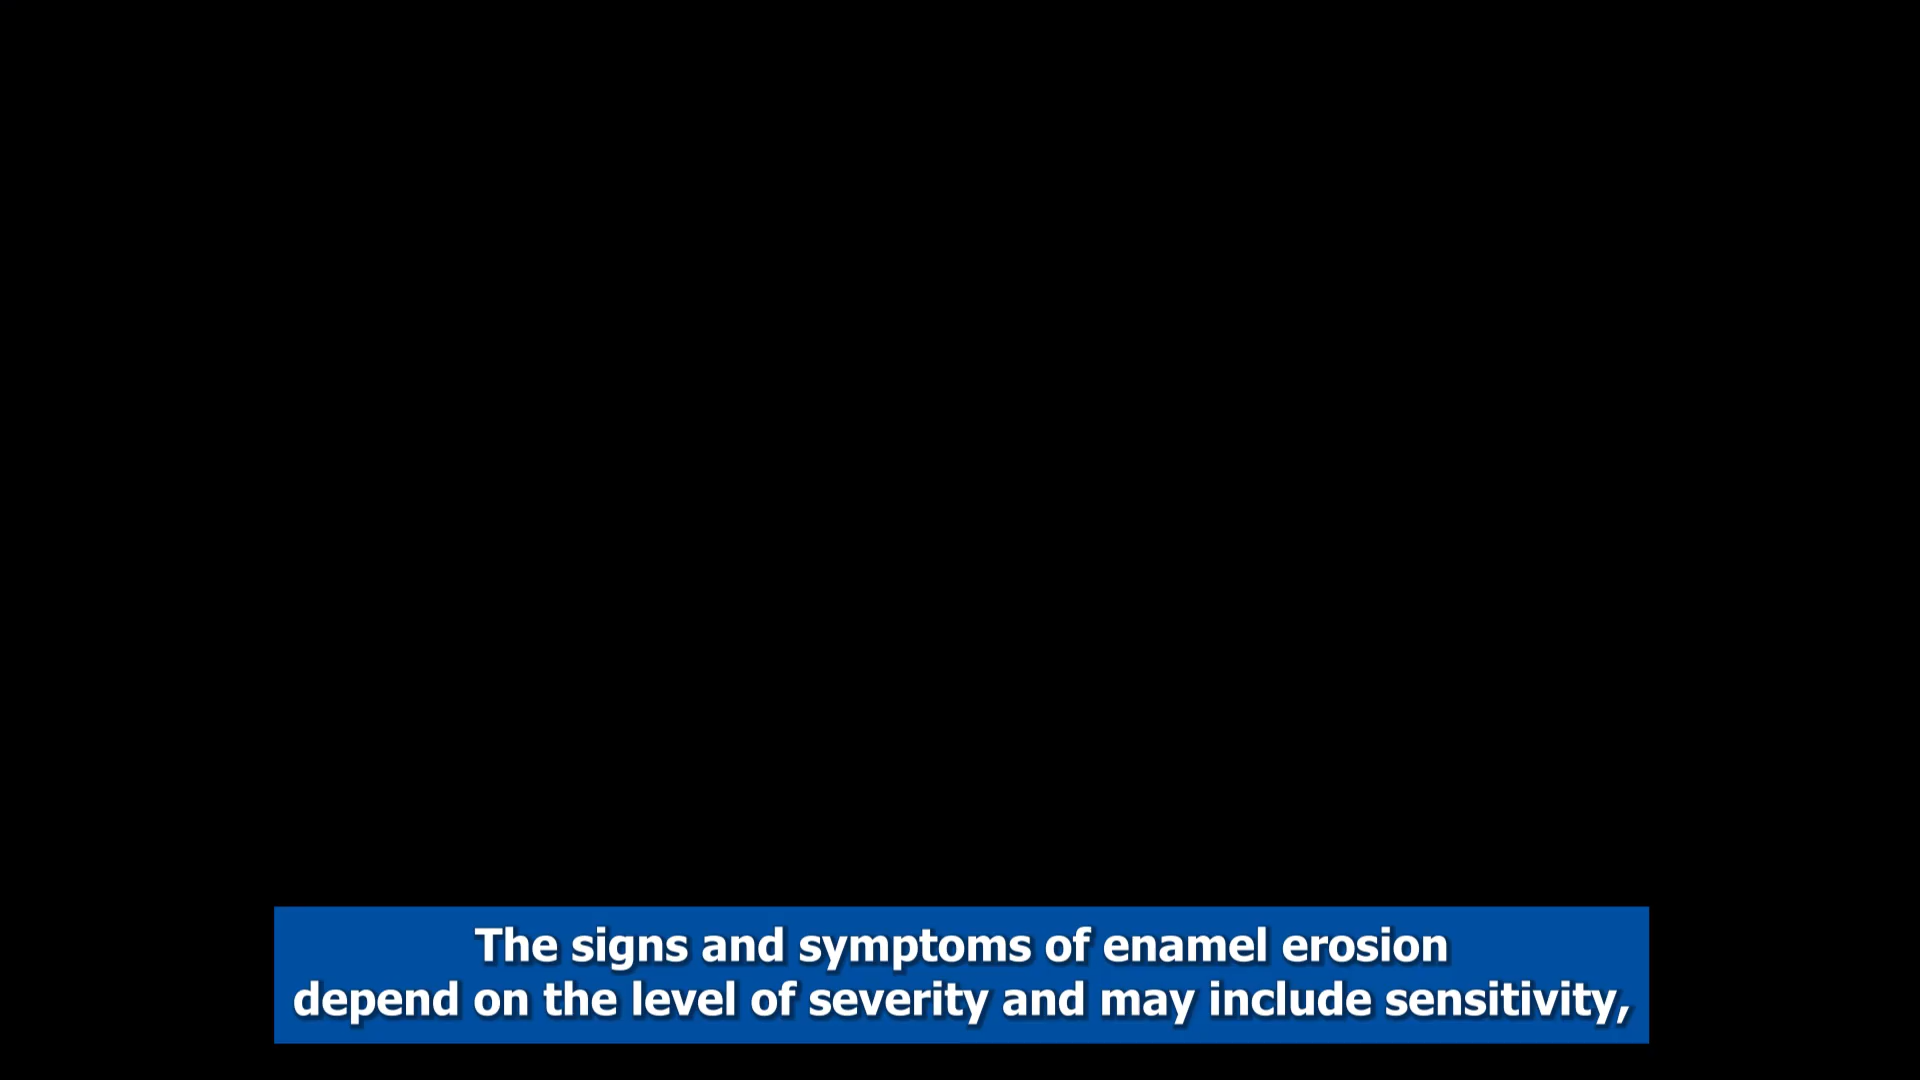 The signs and symptoms of enamel erosion
depend on the level of severity and may include sensitivity,